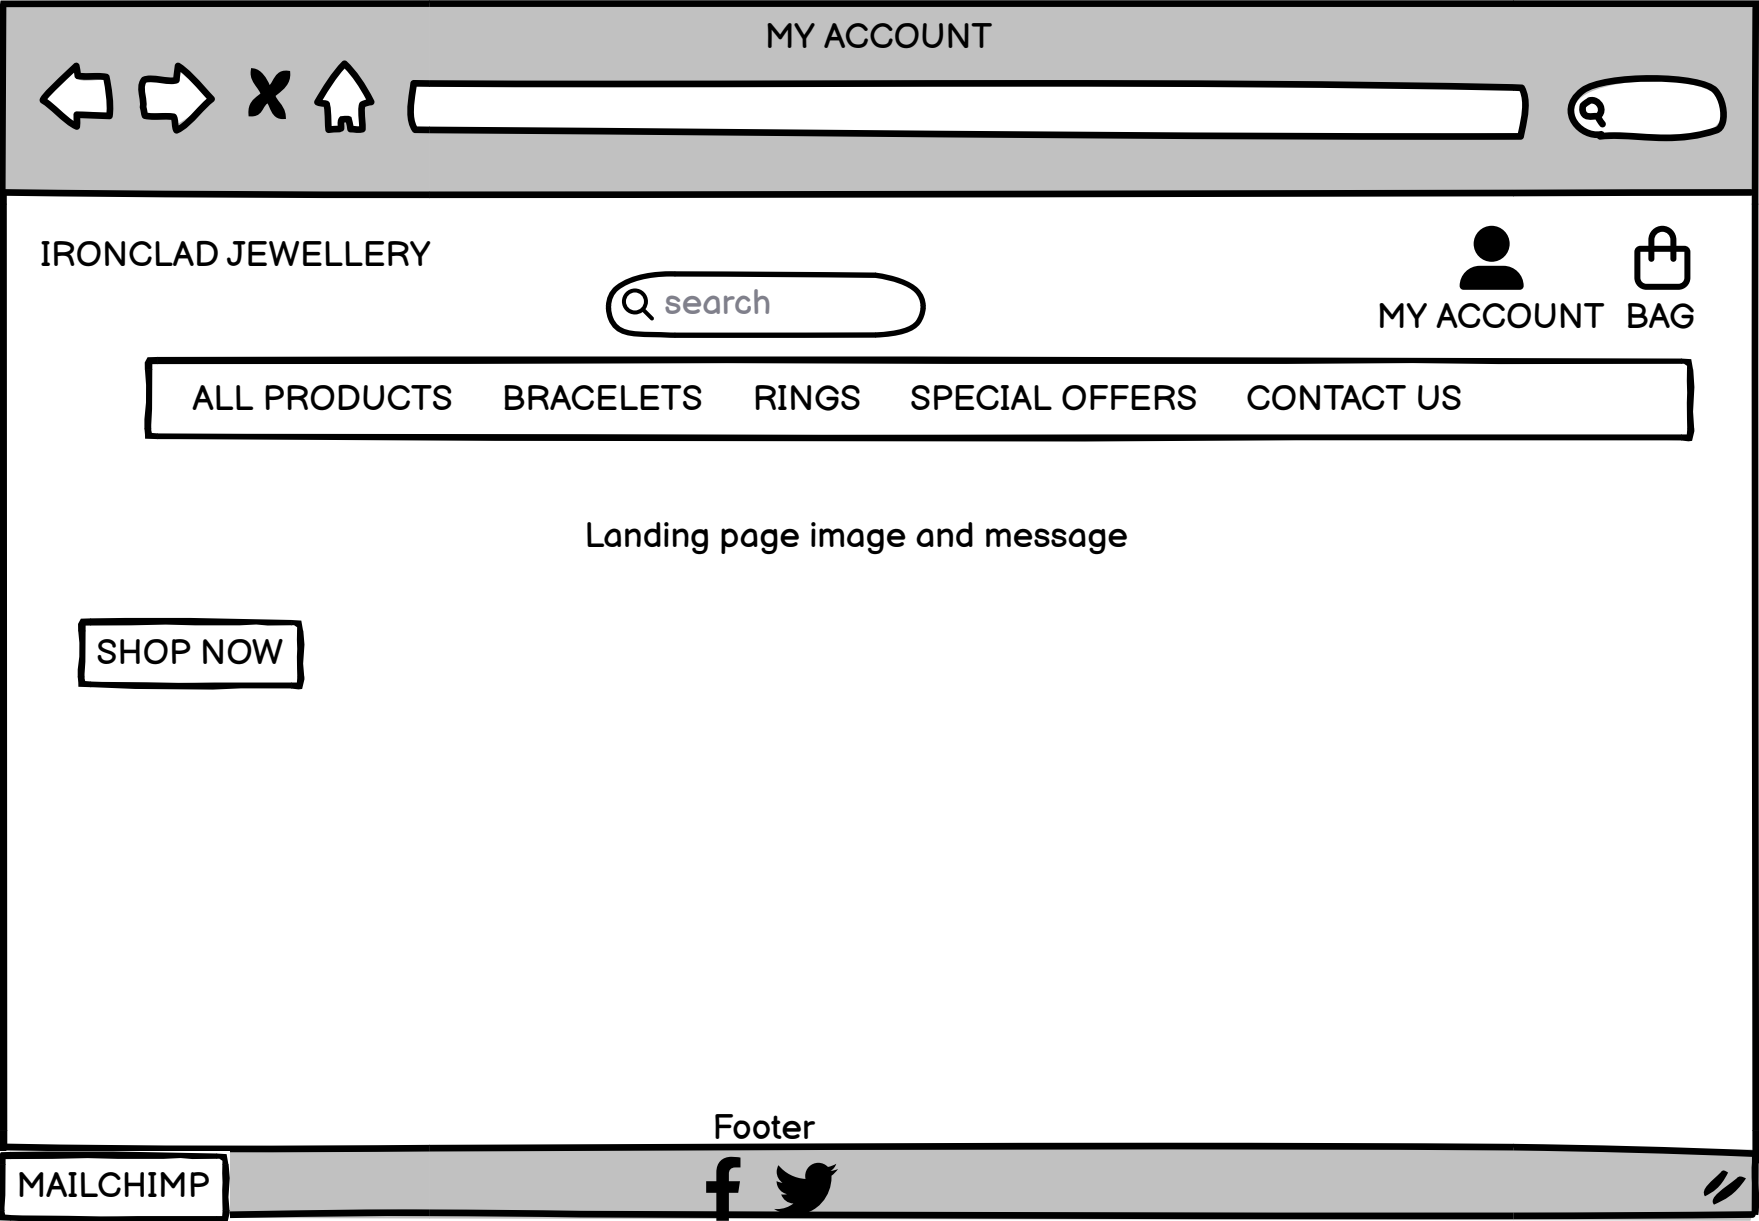 MY ACCOUNT
IRONCLAD JEWELLERY
search
MY ACCOUNT BAG
ALL PRODUCTS BRACELETS RINGS SPECIAL OFFERS CONTACT US
Landing page image and message
SHOP NOW
Footer
MAILCHIMP